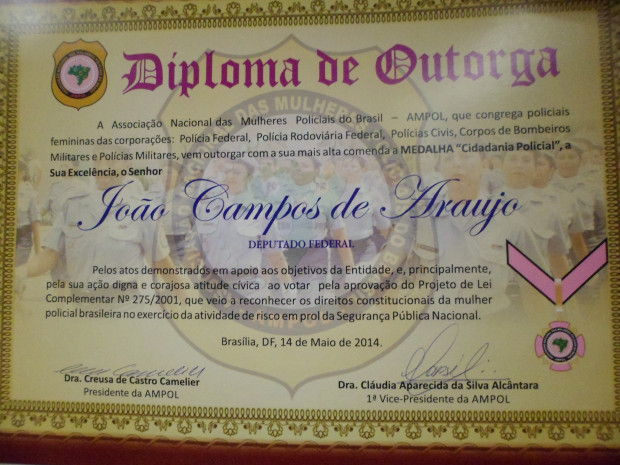 Diploma de Outorga
A Associação Nacional das Mulheres Policiais do Brasil – AMPOL, que congrega policiais
femininas das corporações: Polícia Federal, Polícia Rodoviária Federal, Polícias Civis, Corpos de Bombeiros
Militares e Polícias Militares, vem outorgar com a sua mais alta comenda a MEDALHA “Cidadania Policial”, a
Sua Excelência, o Senhor
João Campos de Araujo
DEPUTADO FEDERAL
Pelos atos demonstrados em apoio aos objetivos da Entidade, e, principalmente,
pela sua ação digna e corajosa atitude cívica ao votar pela aprovação do Projeto de Lei
Complementar Nº 275/2001, que veio a reconhecer os direitos constitucionais da mulher
policial brasileira no exercício da atividade de risco em prol da Segurança Pública Nacional.
Brasília, DF, 14 de Maio de 2014.
Dra. Creusa de Castro Camelier
Presidente da AMPOL
Dra. Cláudia Aparecida da Silva Alcântara
1ª Vice-Presidente da AMPOL